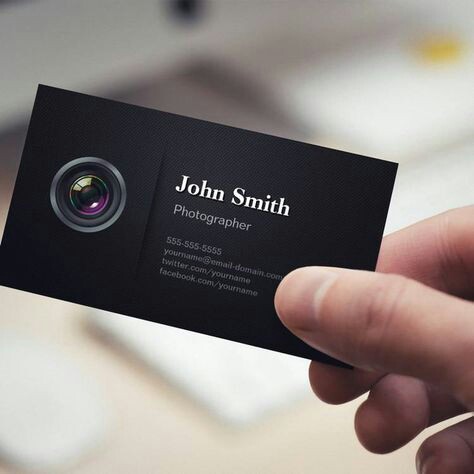 John Smith
Photographer
555-555-5555
yourname@email-domain.com
twitter.com/yourname
facebook.com/yourname